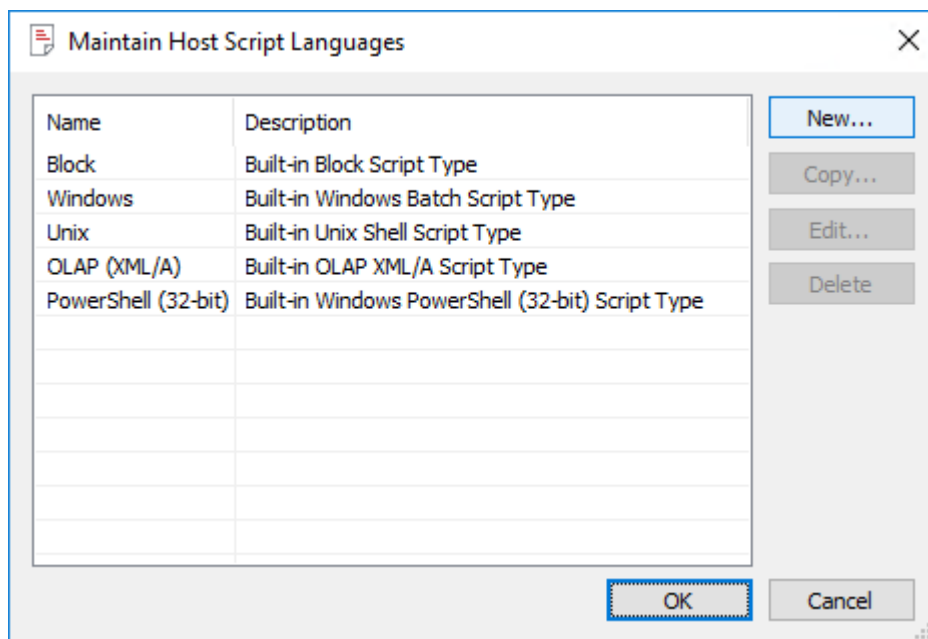 Maintain Host Script Languages
Name Description
Block Built-in Block Script Type
Windows Built-in Windows Batch Script Type
Unix Built-in Unix Shell Script Type
OLAP (XML/A) Built-in OLAP XML/A Script Type
PowerShell (32-bit) Built-in Windows PowerShell (32-bit) Script Type
New...
Copy...
Edit...
Delete
OK Cancel